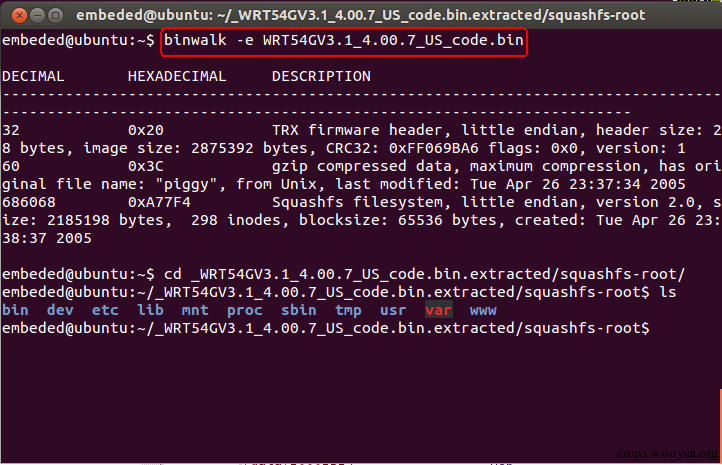 embeded@ubuntu: ~/_WRT54GV3.1_4.00.7_US_code.bin.extracted/squashfs-root
embeded@ubuntu:~$ binwalk -e WRT54GV3.1_4.00.7_US_code.bin
DECIMAL HEXADECIMAL DESCRIPTION
--------------------------------------------------------------------------------
----------------------------------------------------------------------
32 0x20 TRX firmware header, little endian, header size: 2
8 bytes, image size: 2875392 bytes, CRC32: 0xFF069BA6 flags: 0x0, version: 1
60 0x3C gzip compressed data, maximum compression, has ori
ginal file name: "piggy", from Unix, last modified: Tue Apr 26 23:37:34 2005
686068 0xA77F4 Squashfs filesystem, little endian, version 2.0, s
ize: 2185198 bytes, 298 inodes, blocksize: 65536 bytes, created: Tue Apr 26 23:
38:37 2005
embeded@ubuntu:~$ cd _WRT54GV3.1_4.00.7_US_code.bin.extracted/squashfs-root/
embeded@ubuntu:~/_WRT54GV3.1_4.00.7_US_code.bin.extracted/squashfs-root$ ls
bin dev etc lib mnt proc sbin tmp usr var www
embeded@ubuntu:~/_WRT54GV3.1_4.00.7_US_code.bin.extracted/squashfs-root$
drops.wooyun.org